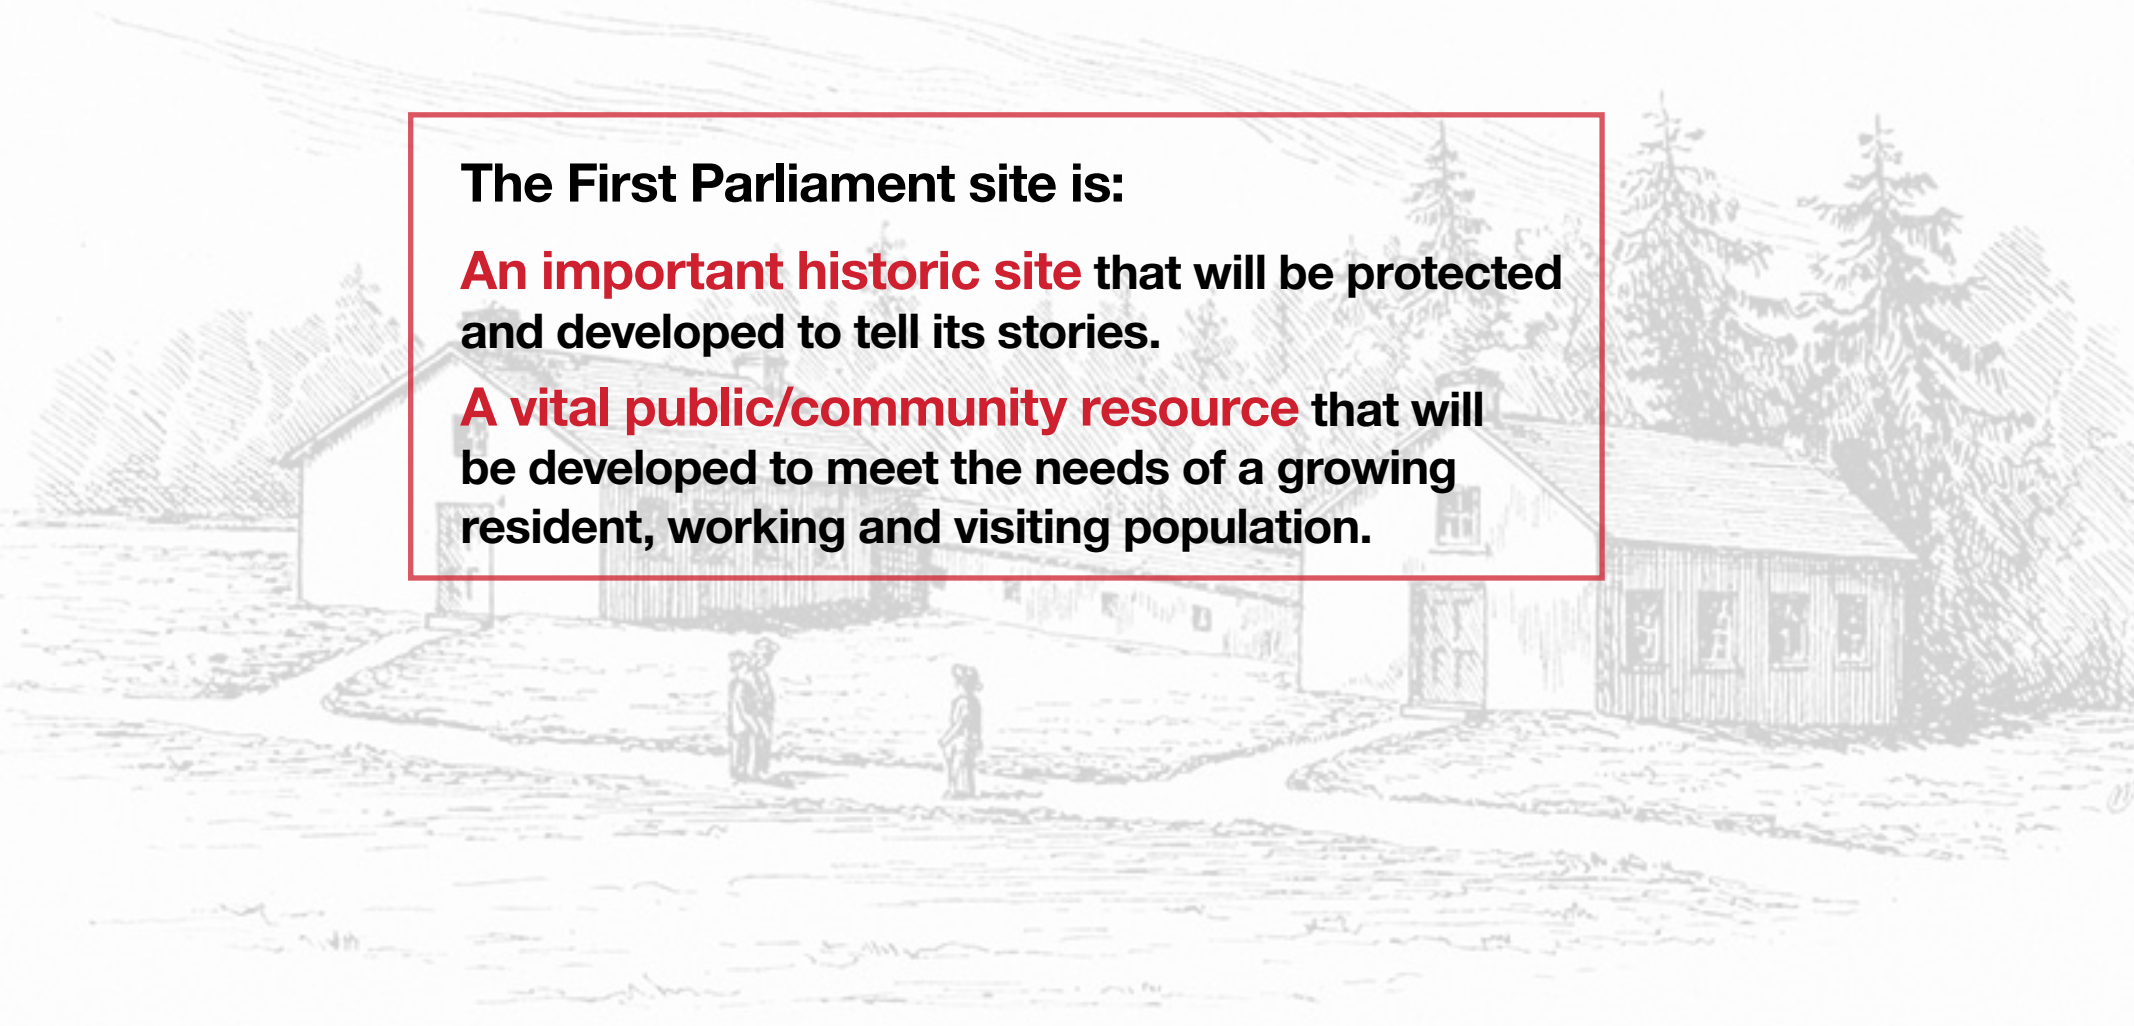 The First Parliament site is:
An important historic site that will be protected
and developed to tell its stories.
A vital public/community resource that will
be developed to meet the needs of a growing
resident, working and visiting population.